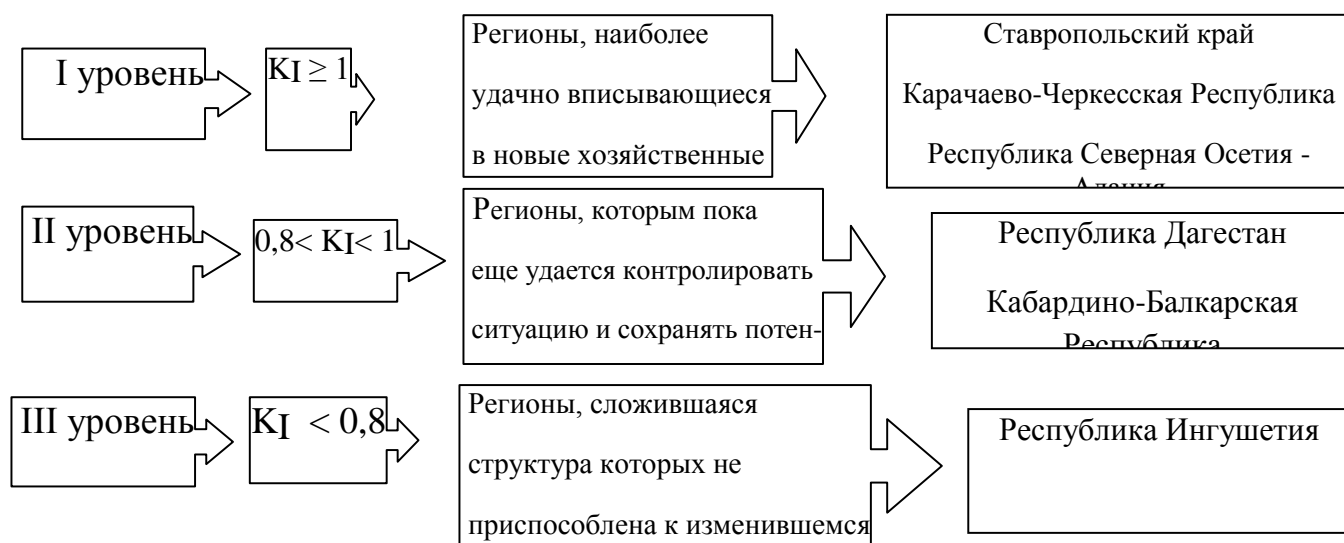 I уровень
KI ≥ 1
Регионы, наиболее
удачно вписывающиеся
в новые хозяйственные
Ставропольский край
Карачаево-Черкесская Республика
Республика Северная Осетия -
Алания
II уровень
0,8< KI< 1
Регионы, которым пока
еще удается контролировать
ситуацию и сохранять потен-
Республика Дагестан
Кабардино-Балкарская
Республика
III уровень
KI < 0,8
Регионы, сложившаяся
структура которых не
приспособлена к изменившемся
Республика Ингушетия